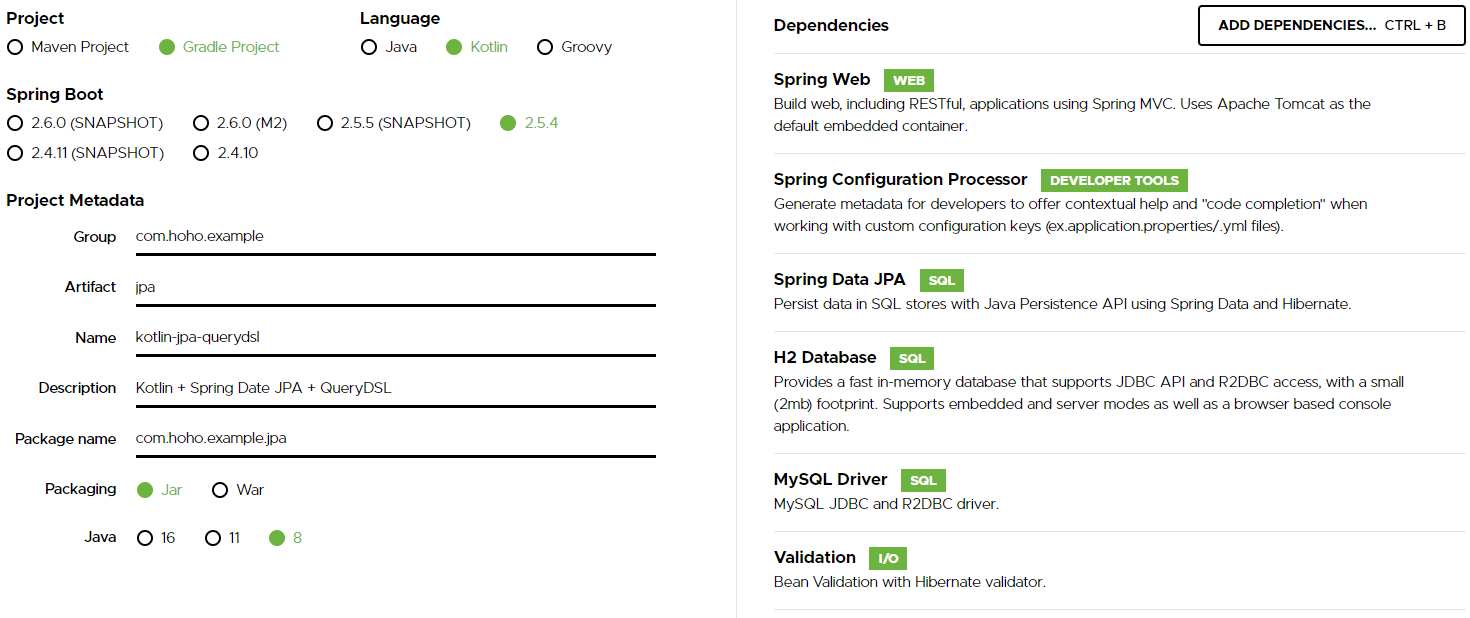 Project
Maven Project Gradle Project
Language
Java Kotlin Groovy
Spring Boot
2.6.0 (SNAPSHOT) 2.6.0 (M2) 2.5.5 (SNAPSHOT) 2.5.4
2.4.11 (SNAPSHOT) 2.4.10
Project Metadata
Group com.hoho.example
Artifact jpa
Name kotlin-jpa-querydsl
Description Kotlin + Spring Date JPA + QueryDSL
Package name com.hoho.example.jpa
Packaging Jar War
Java 16 11 8
Dependencies
ADD DEPENDENCIES... CTRL + B
Spring Web WEB
Build web, including RESTful, applications using Spring MVC. Uses Apache Tomcat as the
default embedded container.
Spring Configuration Processor DEVELOPER TOOLS
Generate metadata for developers to offer contextual help and "code completion" when
working with custom configuration keys (ex.application.properties/.yml files).
Spring Data JPA SQL
Persist data in SQL stores with Java Persistence API using Spring Data and Hibernate.
H2 Database SQL
Provides a fast in-memory database that supports JDBC API and R2DBC access, with a small
(2mb) footprint. Supports embedded and server modes as well as a browser based console
application.
MySQL Driver SQL
MySQL JDBC and R2DBC driver.
Validation I/O
Bean Validation with Hibernate validator.